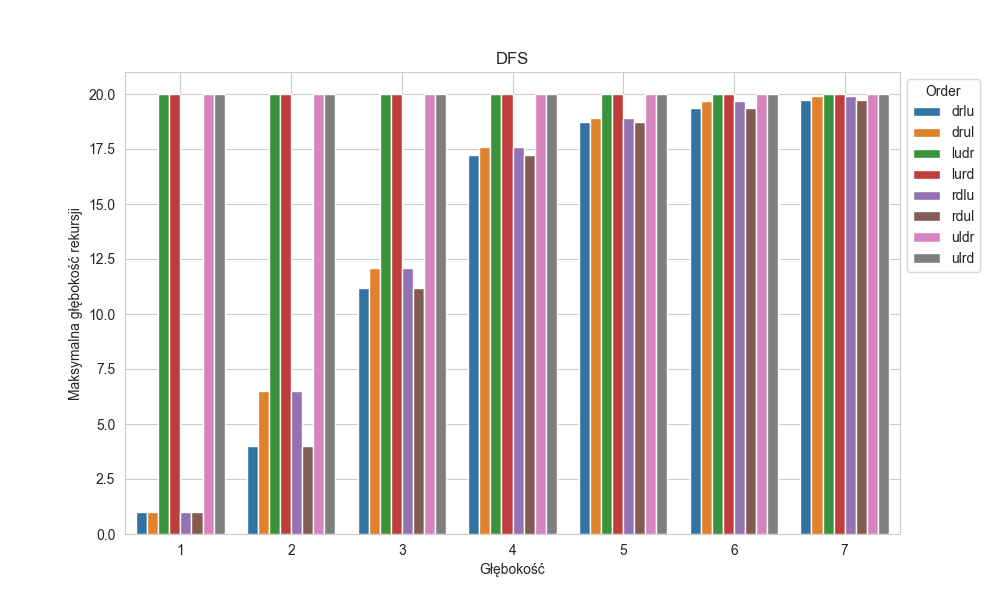 DFS
Maksymalna głębokość rekursji
20.0
17.5
15.0
12.5
10.0
7.5
5.0
2.5
0.0
1 2 3 4 5 6 7
Głębokość
Order
drlu
drul
ludr
lurd
rdlu
rdul
uldr
ulrd